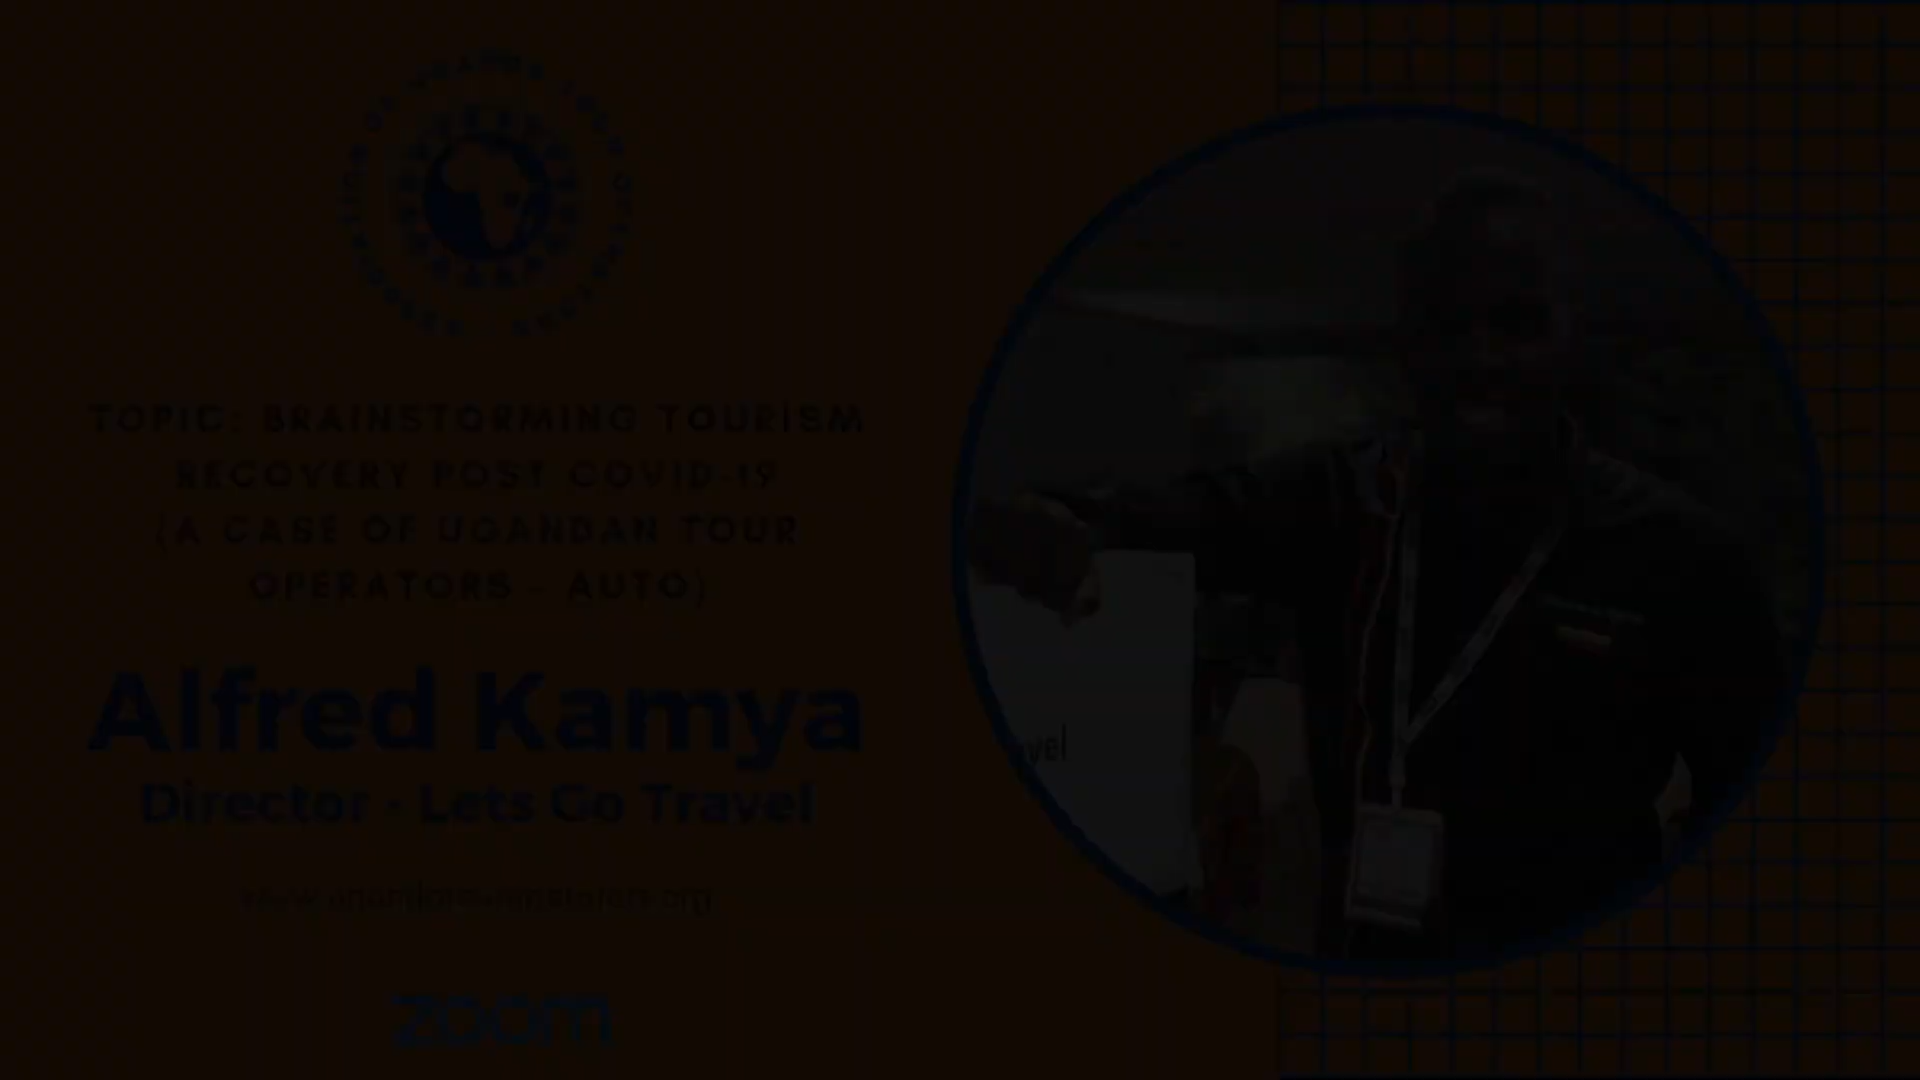 TOPIC: BRAINSTORMING TOURISM
RECOVERY POST COVID-19
(A CASE OF UGANDAN TOUR
OPERATORS - AUTO)
Alfred Kamya
Director - Lets Go Travel
zoom
vel